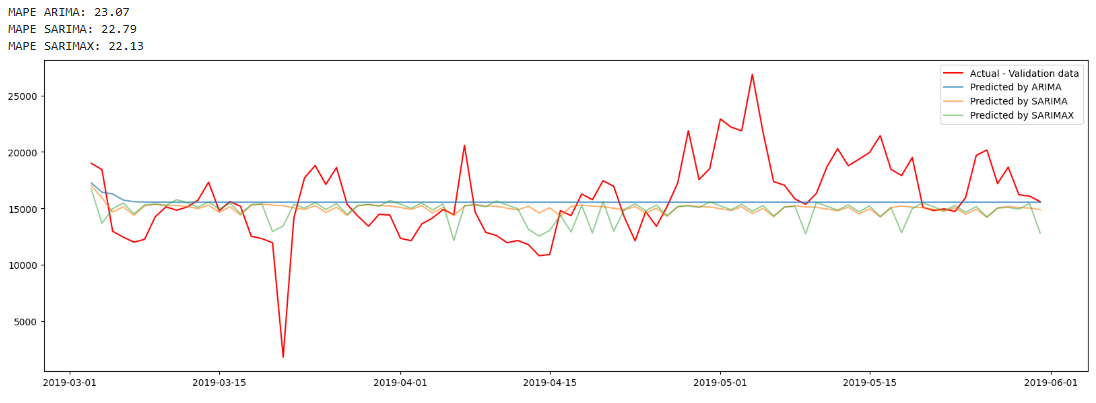 MAPE ARIMA: 23.07
MAPE SARIMA: 22.79
MAPE SARIMAX: 22.13
Actual - Validation data
Predicted by ARIMA
Predicted by SARIMA
Predicted by SARIMAX
25000
20000
15000
10000
5000
2019-03-01 2019-03-15 2019-04-01 2019-04-15 2019-05-01 2019-05-15 2019-06-01